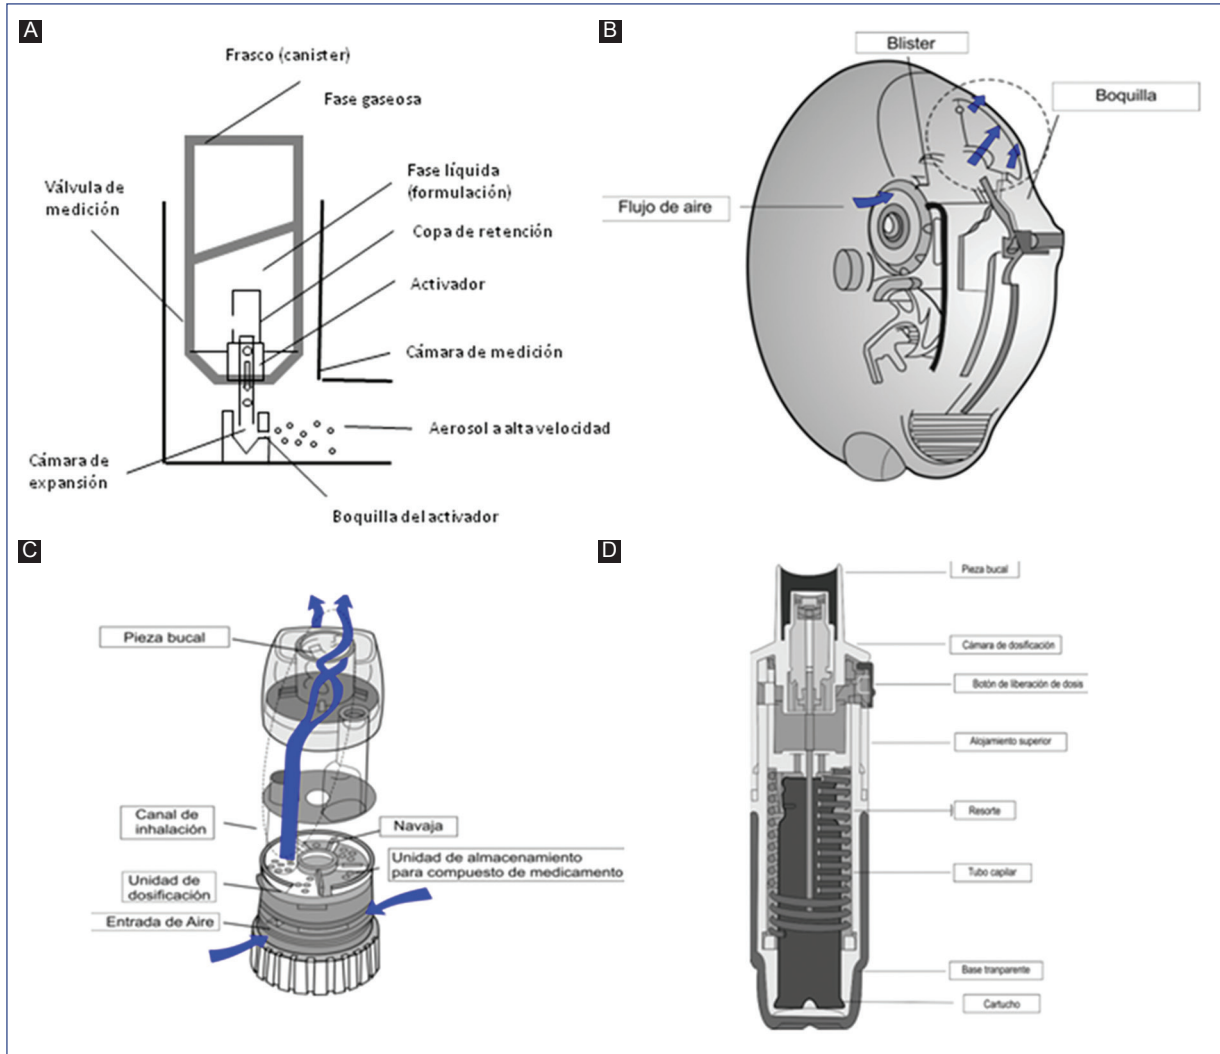 A
Frasco (canister)
Fase gaseosa
Fase líquida
(formulación)
Válvula de
medición
Copa de retención
Activador
Cámara de medición
Aerosol a alta velocidad
Cámara de
expansión
Boquilla del activador
B
Blister
Boquilla
Flujo de aire
C
Pieza bucal
Canal de
inhalación
Navaja
Unidad de almacenamiento
para compuesto de medicamento
Unidad de
dosificación
Entrada de Aire
D
Pieza bucal
Cámara de dosificación
Botón de liberación de dosis
Alojamiento superior
Resorte
Tubo capilar
Base tranparente
Cartucho